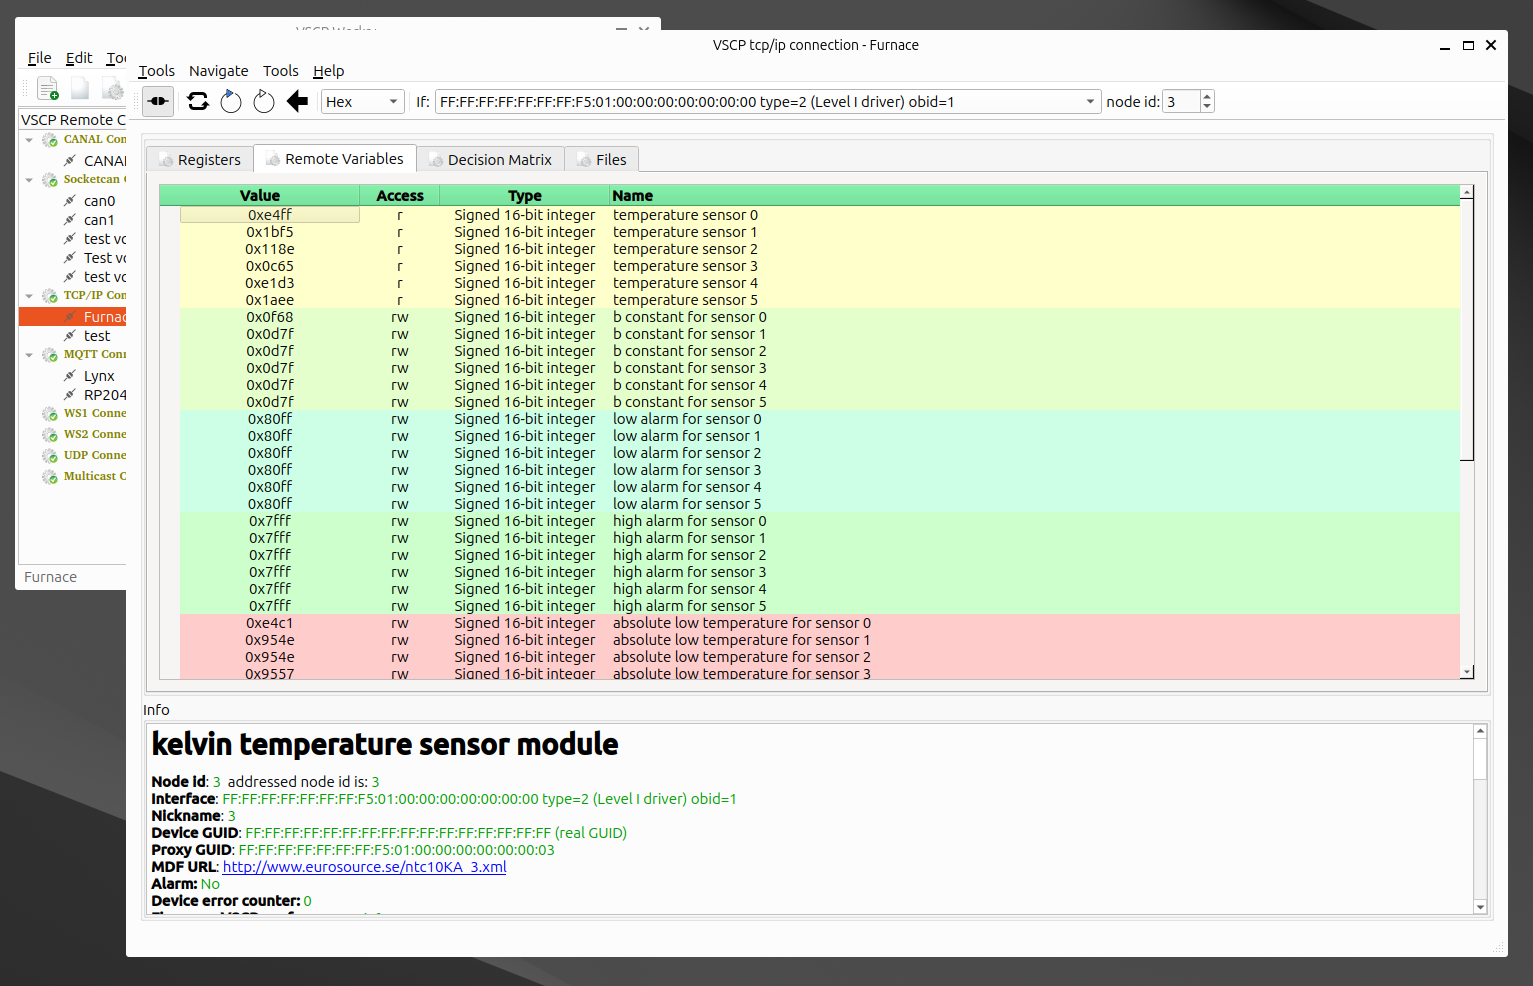 VSCP tcp/ip connection - Furnace
File Edit
Tools Navigate Tools Help
Hex If: FF:FF:FF:FF:FF:FF:FF:F5:01:00:00:00:00:00:00:00 type=2 (Level I driver) obid=1 node id: 3
VSCP Remote C
CANAL Con
CANAL
Socketcan
can0
can1
test vc
Test vc
test vc
TCP/IP Con
Furnac
test
MQTT Conn
Lynx
RP204
WS1 Conne
WS2 Conne
UDP Conne
Multicast C
Furnace
Registers Remote Variables Decision Matrix Files
Value Access Type Name
0xe4ff r Signed 16-bit integer temperature sensor 0
0x1bf5 r Signed 16-bit integer temperature sensor 1
0x118e r Signed 16-bit integer temperature sensor 2
0x0c65 r Signed 16-bit integer temperature sensor 3
0xe1d3 r Signed 16-bit integer temperature sensor 4
0x1aee r Signed 16-bit integer temperature sensor 5
0x0f68 rw Signed 16-bit integer b constant for sensor 0
0x0d7f rw Signed 16-bit integer b constant for sensor 1
0x0d7f rw Signed 16-bit integer b constant for sensor 2
0x0d7f rw Signed 16-bit integer b constant for sensor 3
0x0d7f rw Signed 16-bit integer b constant for sensor 4
0x0d7f rw Signed 16-bit integer b constant for sensor 5
0x80ff rw Signed 16-bit integer low alarm for sensor 0
0x80ff rw Signed 16-bit integer low alarm for sensor 1
0x80ff rw Signed 16-bit integer low alarm for sensor 2
0x80ff rw Signed 16-bit integer low alarm for sensor 3
0x80ff rw Signed 16-bit integer low alarm for sensor 4
0x80ff rw Signed 16-bit integer low alarm for sensor 5
0x7fff rw Signed 16-bit integer high alarm for sensor 0
0x7fff rw Signed 16-bit integer high alarm for sensor 1
0x7fff rw Signed 16-bit integer high alarm for sensor 2
0x7fff rw Signed 16-bit integer high alarm for sensor 3
0x7fff rw Signed 16-bit integer high alarm for sensor 4
0x7fff rw Signed 16-bit integer high alarm for sensor 5
0xe4c1 rw Signed 16-bit integer absolute low temperature for sensor 0
0x954e rw Signed 16-bit integer absolute low temperature for sensor 1
0x954e rw Signed 16-bit integer absolute low temperature for sensor 2
0x9557 rw Signed 16-bit integer absolute low temperature for sensor 3
Info
kelvin temperature sensor module
Node id: 3 addressed node id is: 3
Interface: FF:FF:FF:FF:FF:FF:FF:F5:01:00:00:00:00:00:00:00 type=2 (Level I driver) obid=1
Nickname: 3
Device GUID: FF:FF:FF:FF:FF:FF:FF:FF:FF:FF:FF:FF:FF:FF:FF:FF (real GUID)
Proxy GUID: FF:FF:FF:FF:FF:FF:FF:F5:01:00:00:00:00:00:00:03
MDF URL: http://www.eurosource.se/ntc10KA_3.xml
Alarm: No
Device error counter: 0